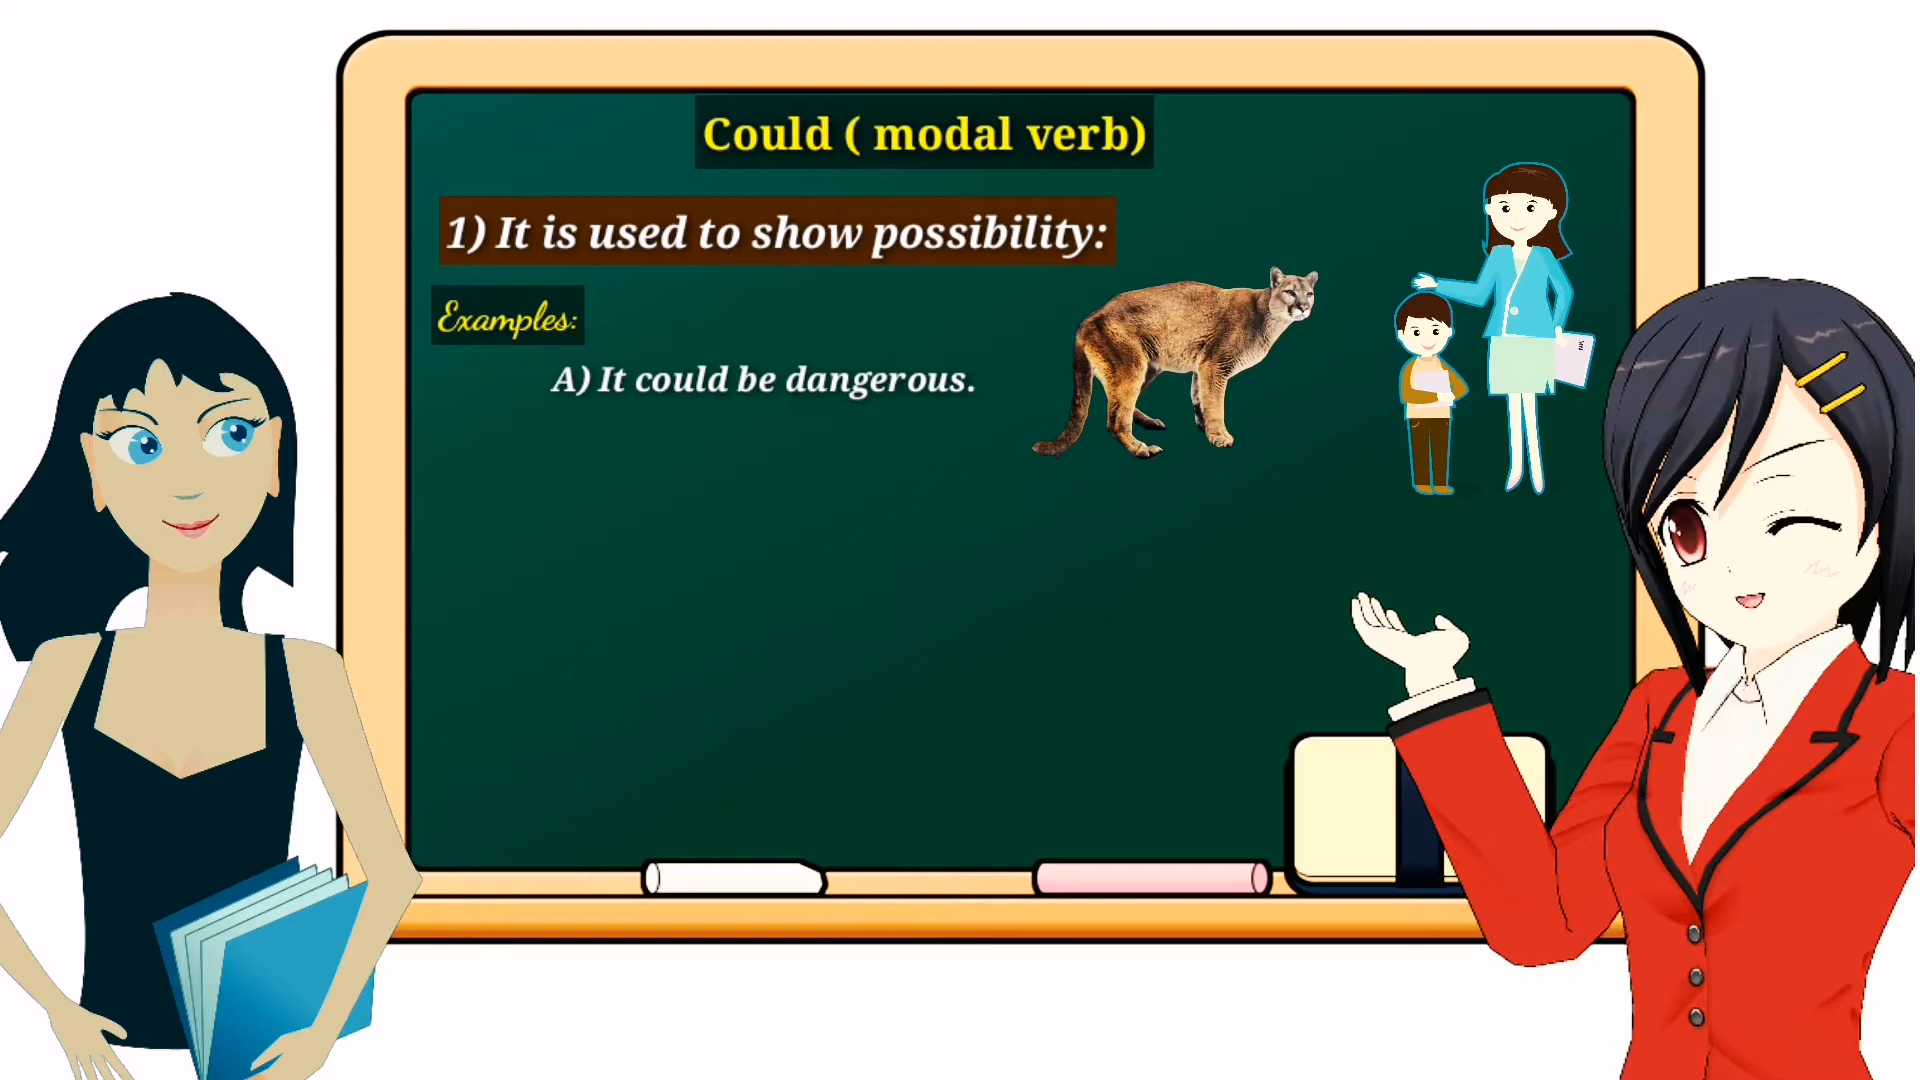 Could ( modal verb)
1) It is used to show possibility:
Examples:
A) It could be dangerous.